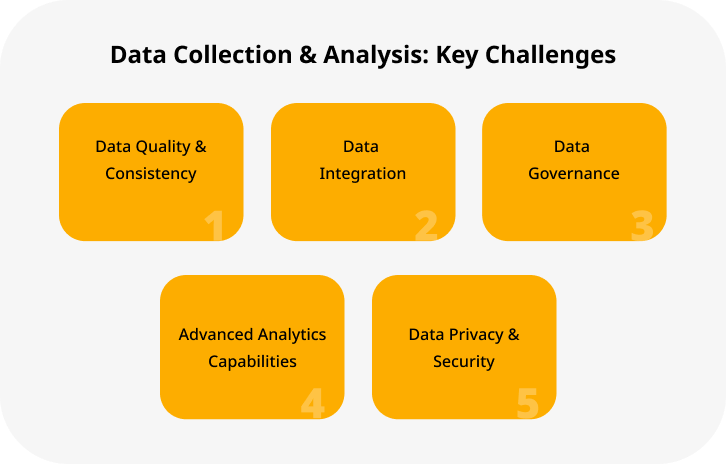 Data Collection & Analysis: Key Challenges
Data Quality &
Consistency
1
Data
Integration
2
Data
Governance
3
Advanced Analytics
Capabilities
4
Data Privacy &
Security
5